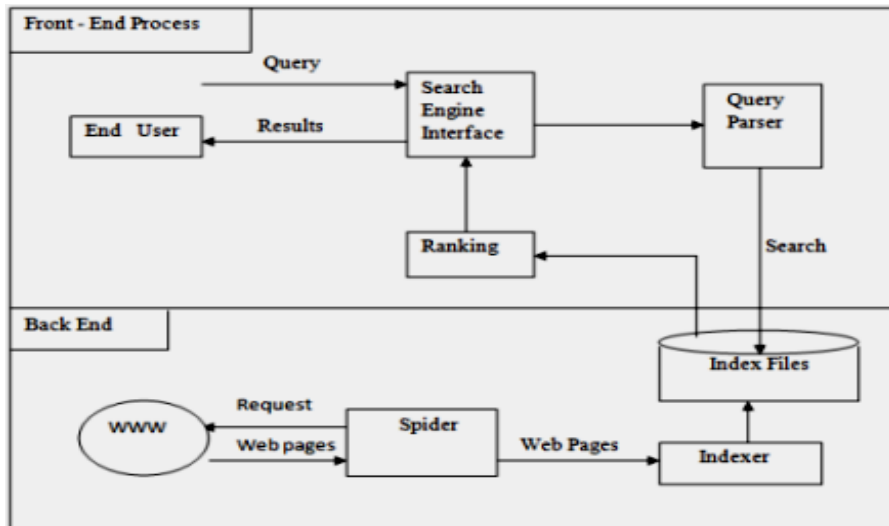 Front - End Process
Query
Search
Engine
Interface
Query
Parser
End User
Results
Ranking
Search
Back End
Index Files
WWW
Request
Web pages
Spider
Web Pages
Indexer